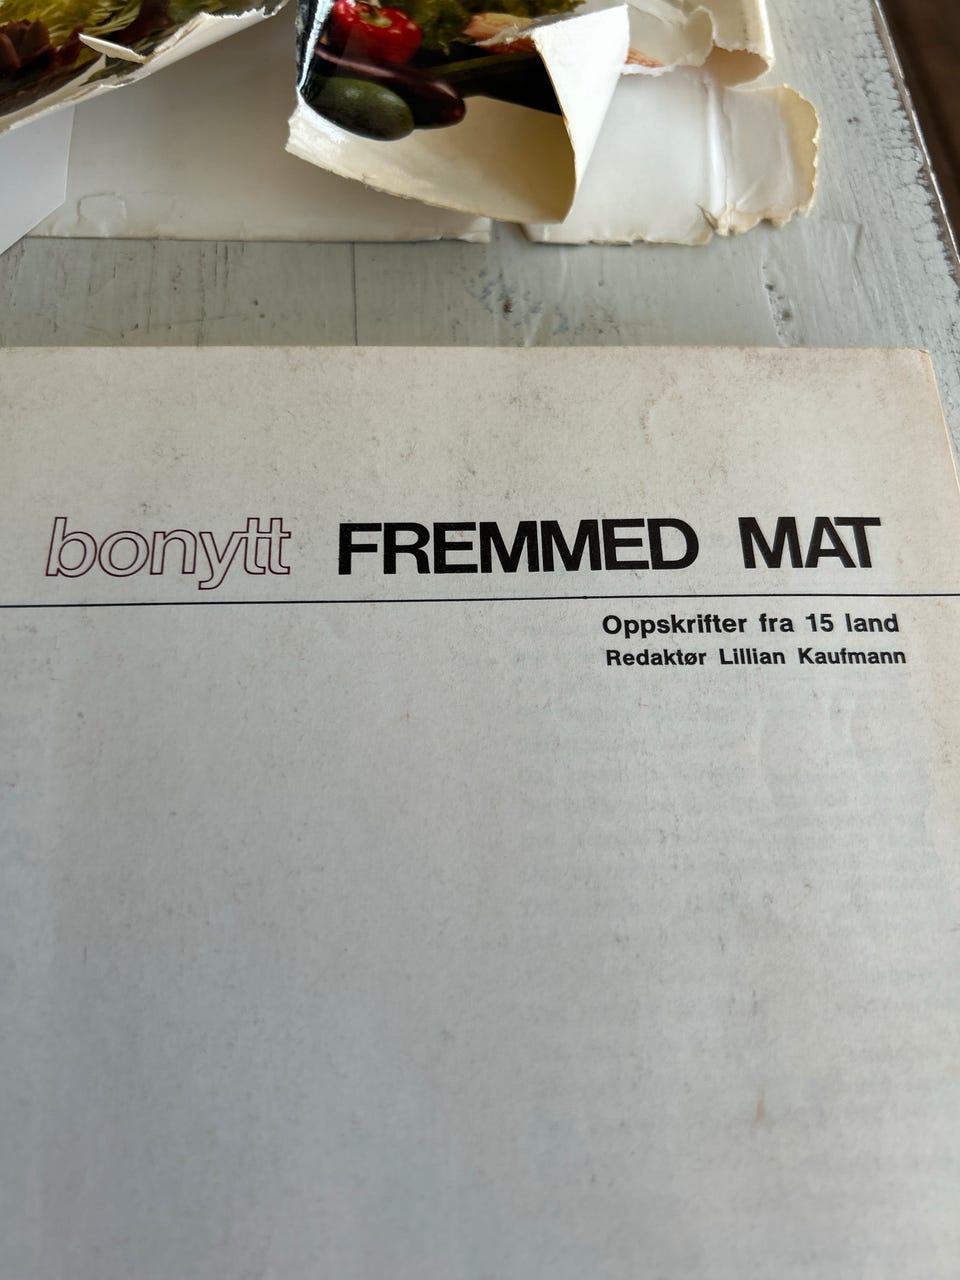 bonytt FREMMED MAT
Oppskrifter fra 15 land
Redaktør Lillian Kaufmann